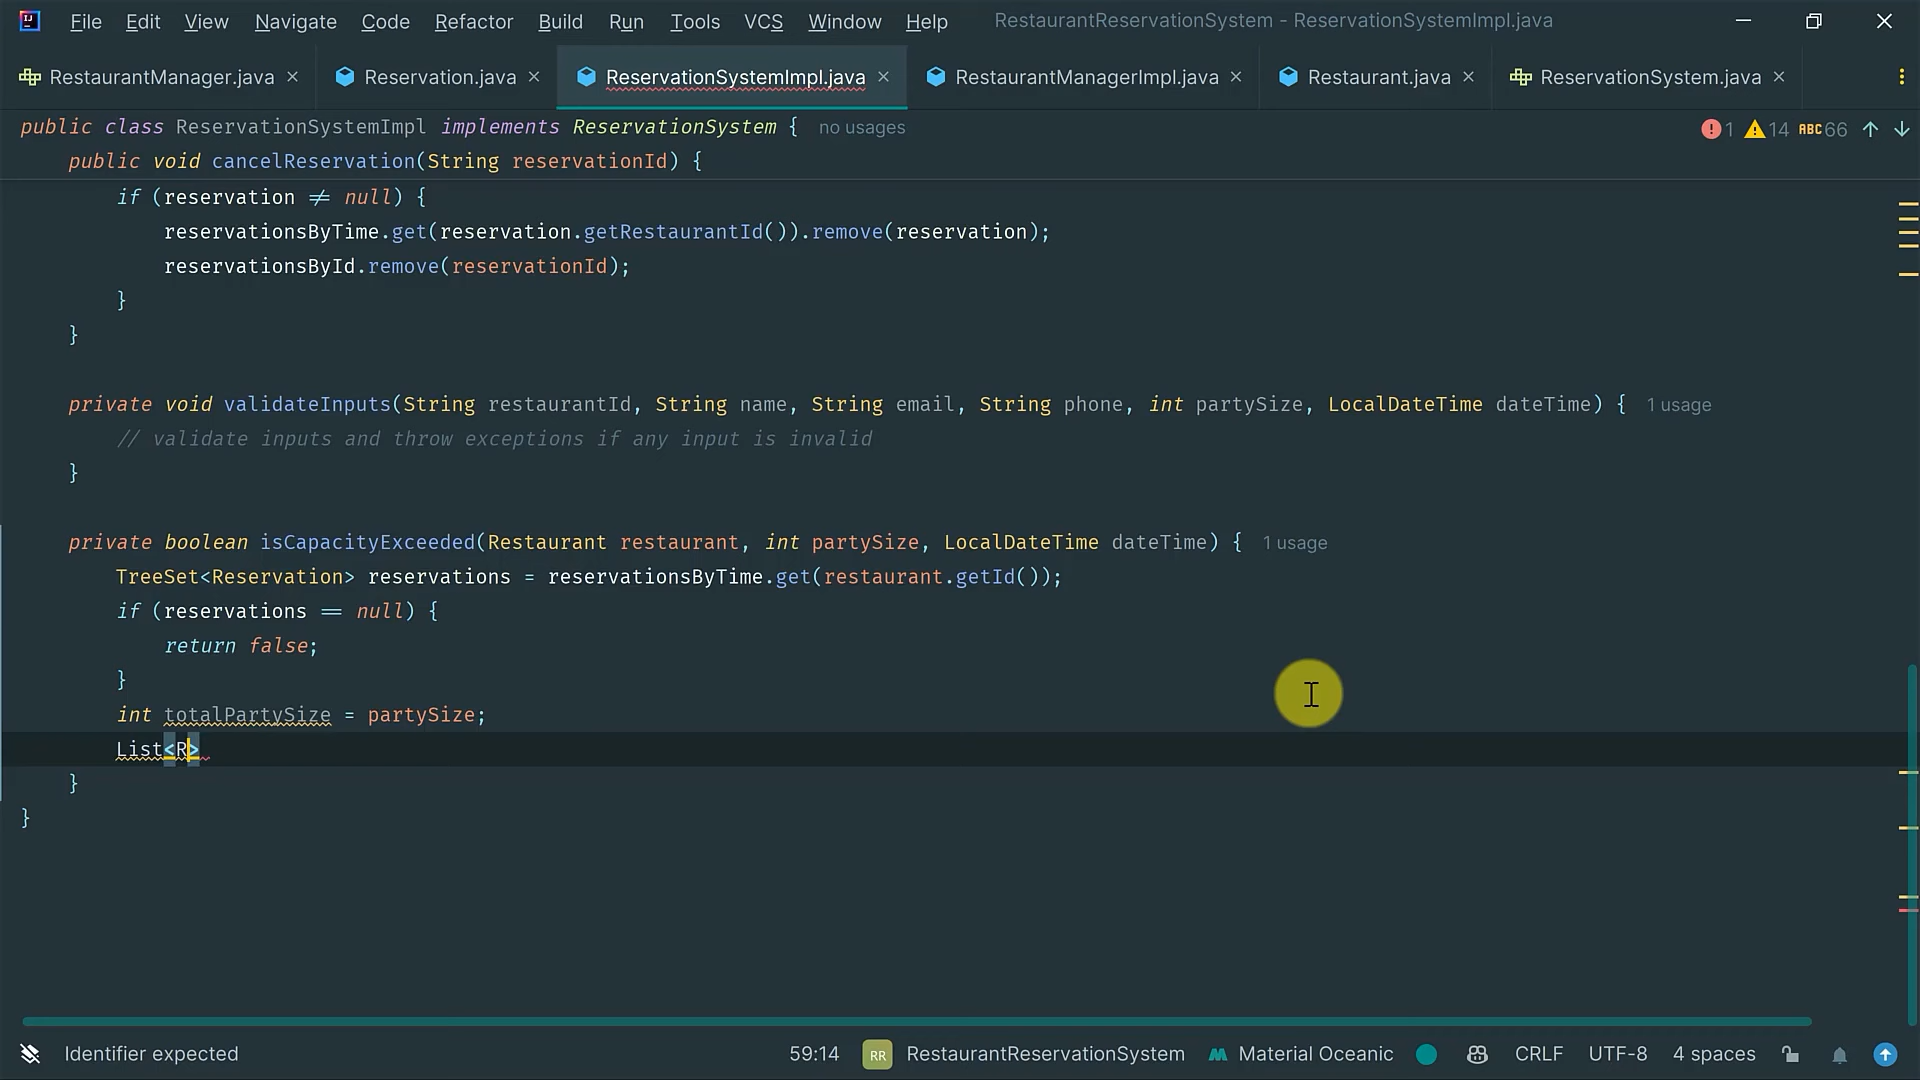 File Edit View Navigate Code Refactor Build Run Tools VCS Window Help RestaurantReservationSystem - ReservationSystemImpl.java
RestaurantManager.java Reservation.java ReservationSystemImpl.java RestaurantManagerImpl.java Restaurant.java ReservationSystem.java
public class ReservationSystemImpl implements ReservationSystem { no usages
1 14 ABC 66
public void cancelReservation(String reservationId) {
if (reservation ≠ null) {
reservationsByTime.get(reservation.getRestaurantId()).remove(reservation);
reservationsById.remove(reservationId);
}
}
private void validateInputs(String restaurantId, String name, String email, String phone, int partySize, LocalDateTime dateTime) { 1 usage
// validate inputs and throw exceptions if any input is invalid
}
private boolean isCapacityExceeded(Restaurant restaurant, int partySize, LocalDateTime dateTime) { 1 usage
TreeSet<Reservation> reservations = reservationsByTime.get(restaurant.getId());
if (reservations == null) {
return false;
}
int totalPartySize = partySize;
List<R>
}
}
Identifier expected 59:14 RR RestaurantReservationSystem Material Oceanic CRLF UTF-8 4 spaces